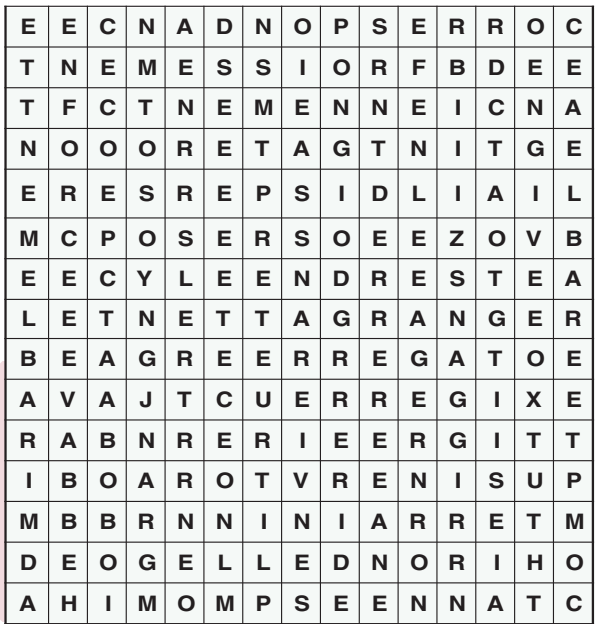 E E C N A D N O P S E R R O C
T N E M E S S I O R F B D E E
T F C T N E M E N N E I C N A
N O O O R E T A G T N I T G E
E R E S R E P S I D L I A I L
M C P O S E R S O E E Z O V B
E E C Y L E E N D R E S T E A
L E T N E T T A G R A N G E R
B E A G R E E R R E G A T O E
A V A J T C U E R R E G I X E
R A B N R E R I E E R G I T T
I B O A R O T V R E N I S U P
M B B R N N I N I A R R E T M
D E O G E L L E D N O R I H O
A H I M O M P S E E N N A T C